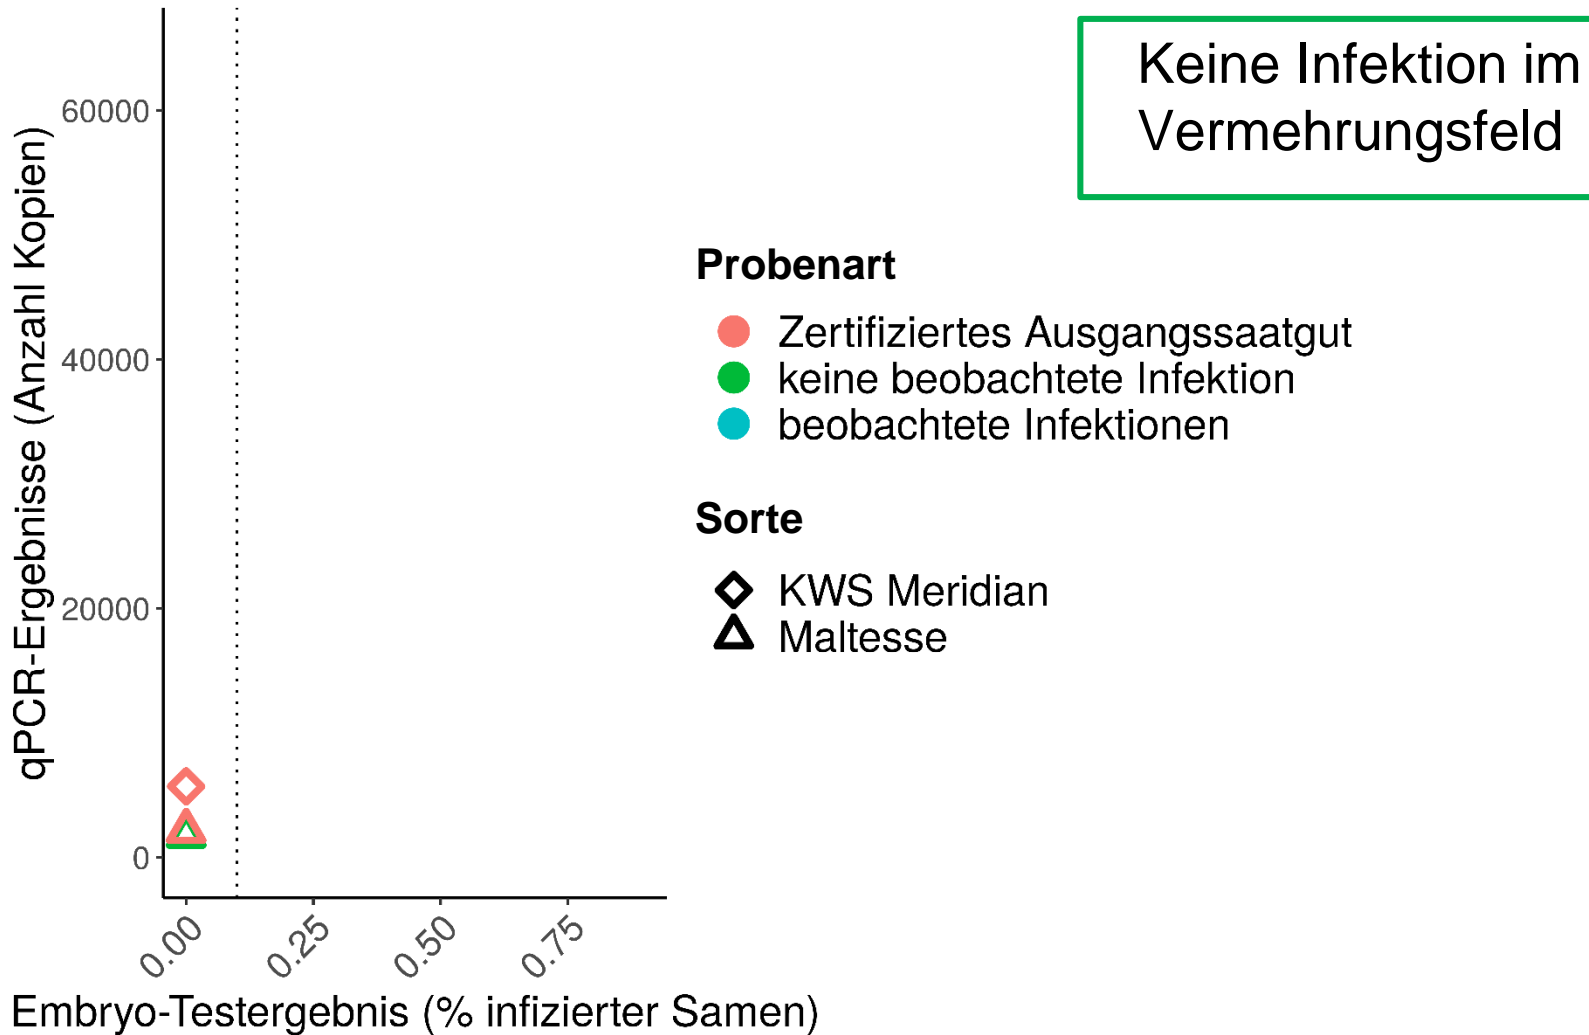 Keine Infektion im
Vermehrungsfeld
qPCR-Ergebnisse (Anzahl Kopien)
60000
40000
20000
0
0.00
0.25
0.50
0.75
Embryo-Testergebnis (% infizierter Samen)
Probenart
Zertifiziertes Ausgangssaatgut
keine beobachtete Infektion
beobachtete Infektionen
Sorte
KWS Meridian
Maltesse